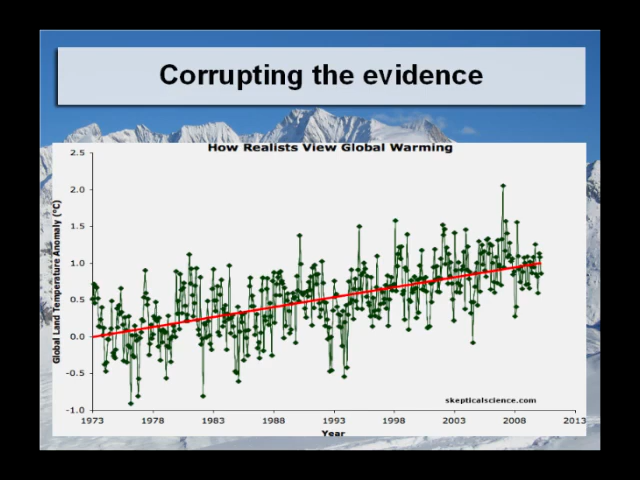 Corrupting the evidence
How Realists View Global Warming
Global Land Temperature Anomaly (°C)
2.5
2.0
1.5
1.0
0.5
0.0
-0.5
-1.0
skepticalscience.com
1973 1978 1983 1988 1993 1998 2003 2008 2013
Year